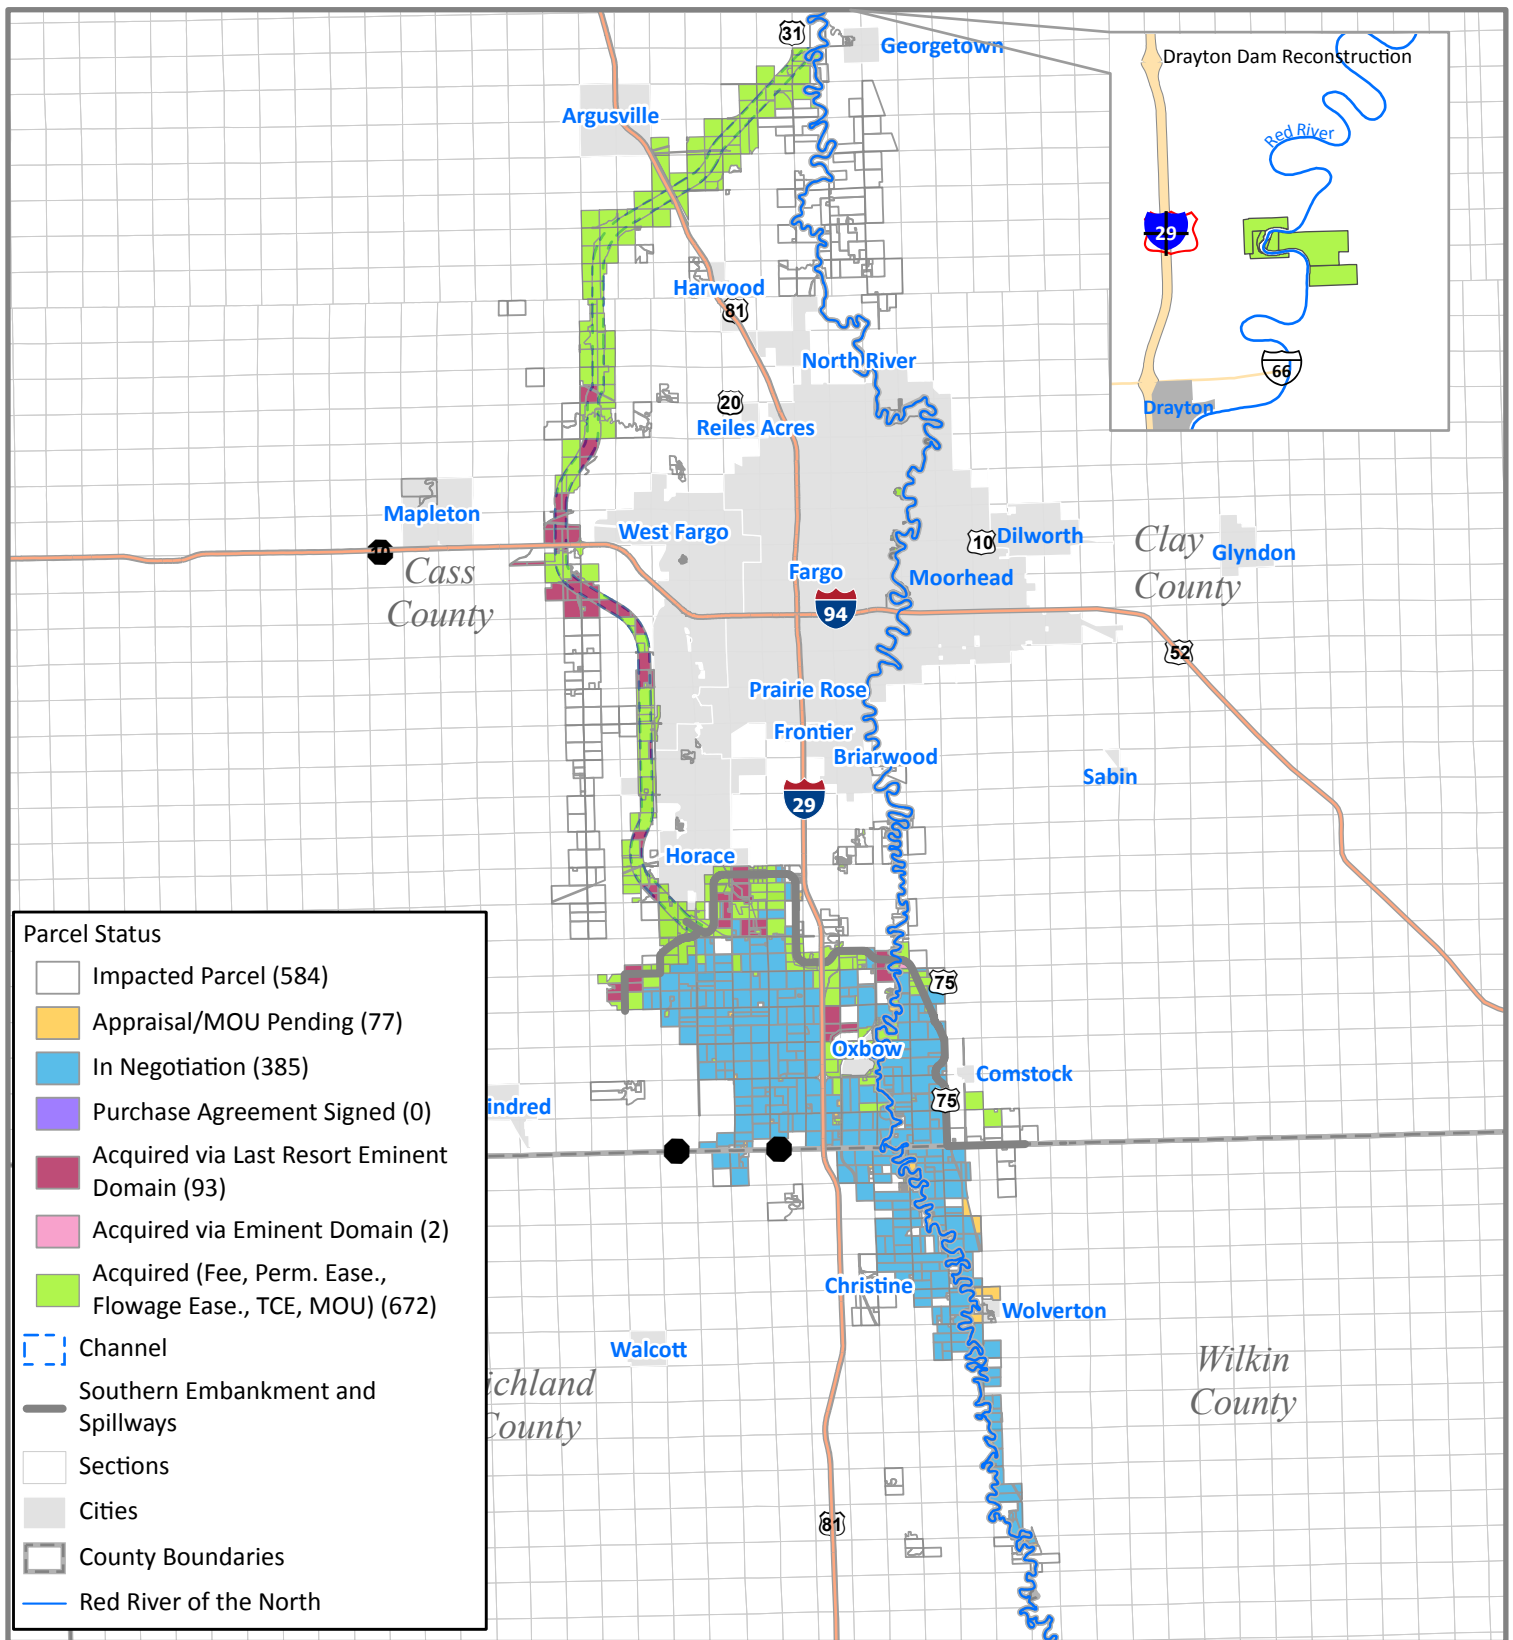 31
Georgetown
Drayton Dam Reconstruction
Argusville
Red River
29
Harwood
81
North River
66
20
Drayton
Reiles Acres
Mapleton
West Fargo
10
Dilworth
Clay
County
Glyndon
10
Cass
County
Fargo
Moorhead
94
52
Prairie Rose
Frontier
Briarwood
Sabin
29
Horace
Parcel Status
Impacted Parcel (584)
Appraisal/MOU Pending (77)
In Negotiation (385)
Purchase Agreement Signed (0)
Acquired via Last Resort Eminent
Domain (93)
Acquired via Eminent Domain (2)
Acquired (Fee, Perm. Ease.,
Flowage Ease., TCE, MOU) (672)
Channel
Southern Embankment and
Spillways
Sections
Cities
County Boundaries
Red River of the North
75
Oxbow
Comstock
75
indred
Christine
Wolverton
Walcott
ichland
County
Wilkin
County
81